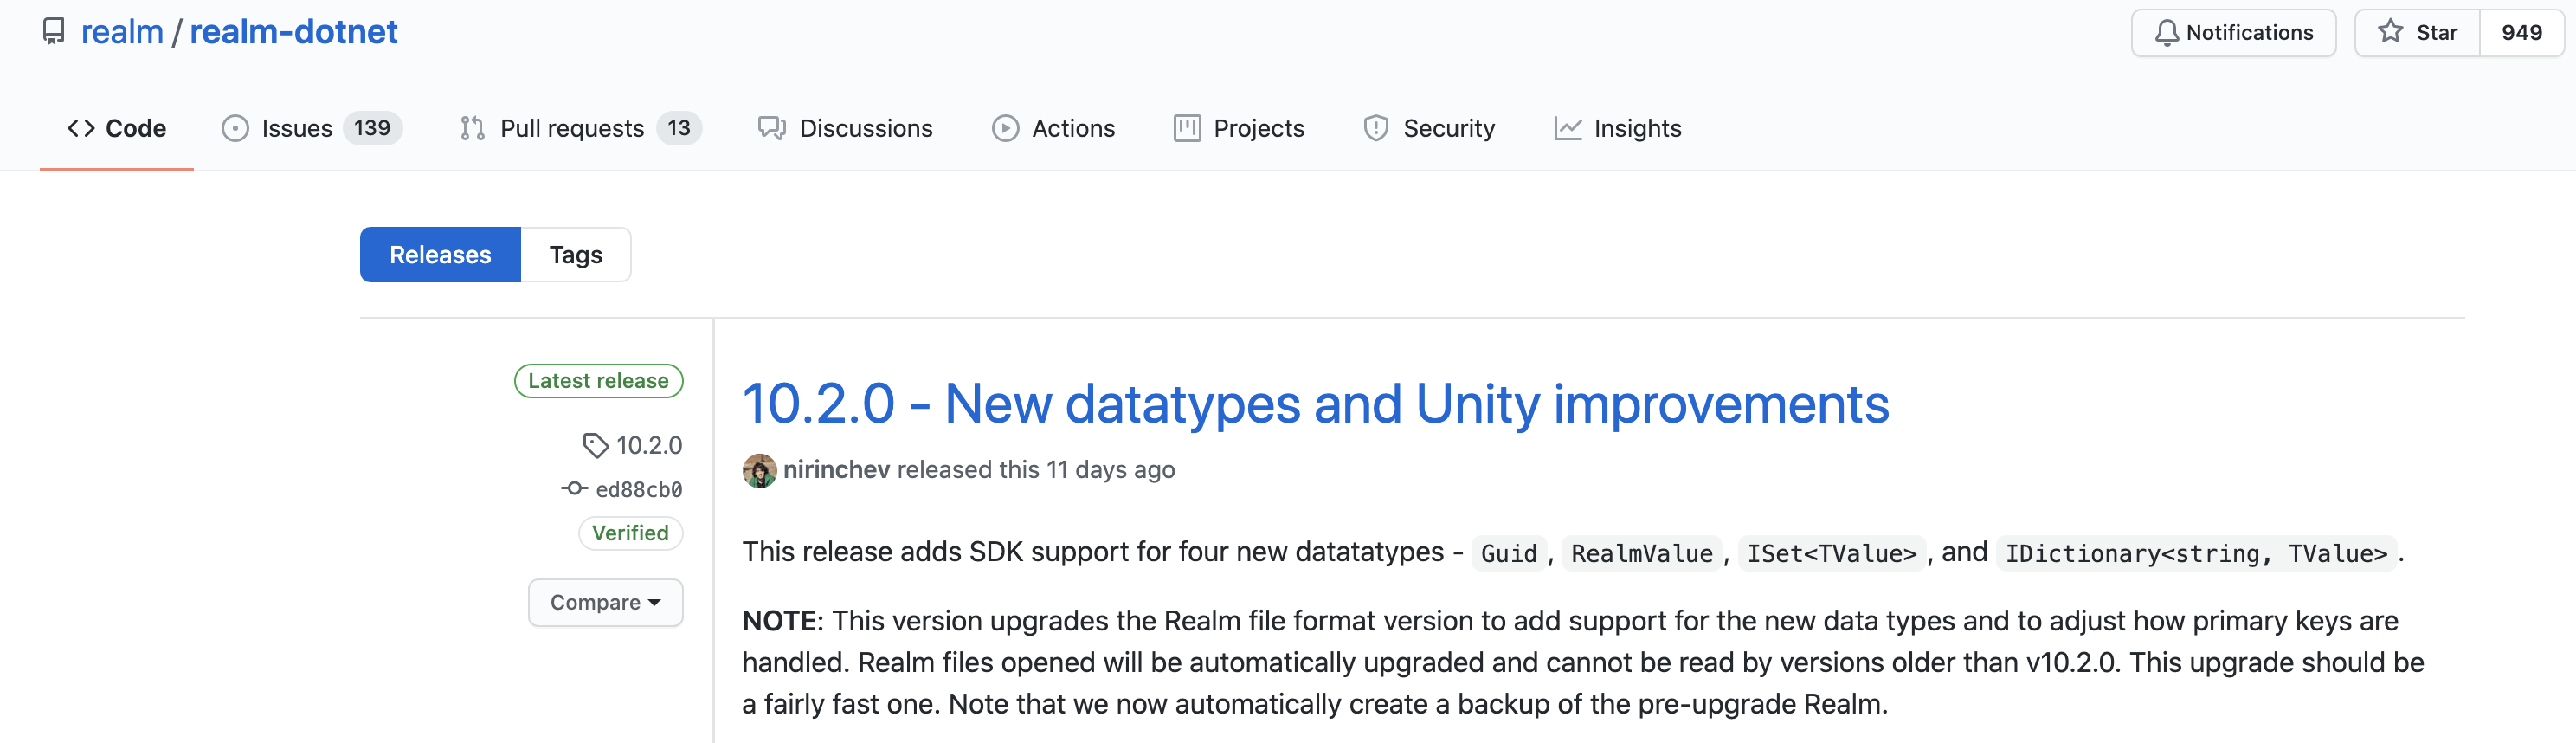 realm / realm-dotnet
Notifications
Star 949
Code
Issues 139
Pull requests 13
Discussions
Actions
Projects
Security
Insights
Releases
Tags
Latest release
10.2.0
ed88cb0
Verified
Compare
10.2.0 - New datatypes and Unity improvements
nirinchev released this 11 days ago
This release adds SDK support for four new datatatypes - Guid, RealmValue, ISet<TValue>, and IDictionary<string, TValue>.
NOTE: This version upgrades the Realm file format version to add support for the new data types and to adjust how primary keys are
handled. Realm files opened will be automatically upgraded and cannot be read by versions older than v10.2.0. This upgrade should be
a fairly fast one. Note that we now automatically create a backup of the pre-upgrade Realm.